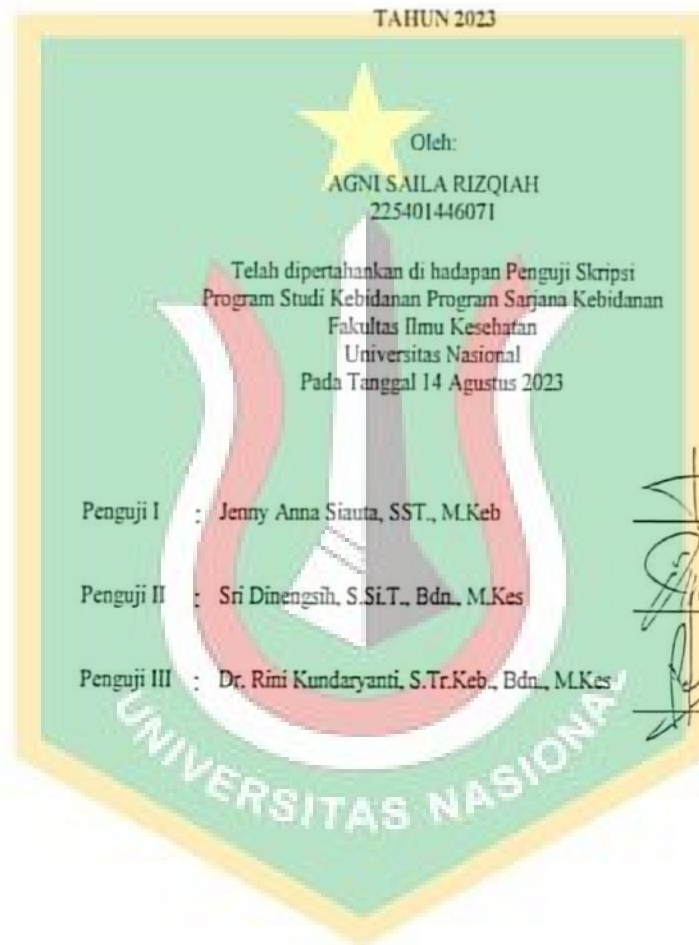 TAHUN 2023
Oleh:
AGNI SAILA RIZQIAH
225401446071
Telah dipertahankan di hadapan Penguji Skripsi
Program Studi Kebidanan Program Sarjana Kebidanan
Fakultas Ilmu Kesehatan
Universitas Nasional
Pada Tanggal 14 Agustus 2023
Penguji I : Jenny Anna Siauta, SST., M.Keb
Penguji II : Sri Dinengsih, S.Si.T., Bdn., M.Kes
Penguji III : Dr. Rini Kundaryanti, S.Tr.Keb., Bdn., M.Kes
UNIVERSITAS NASIONAL